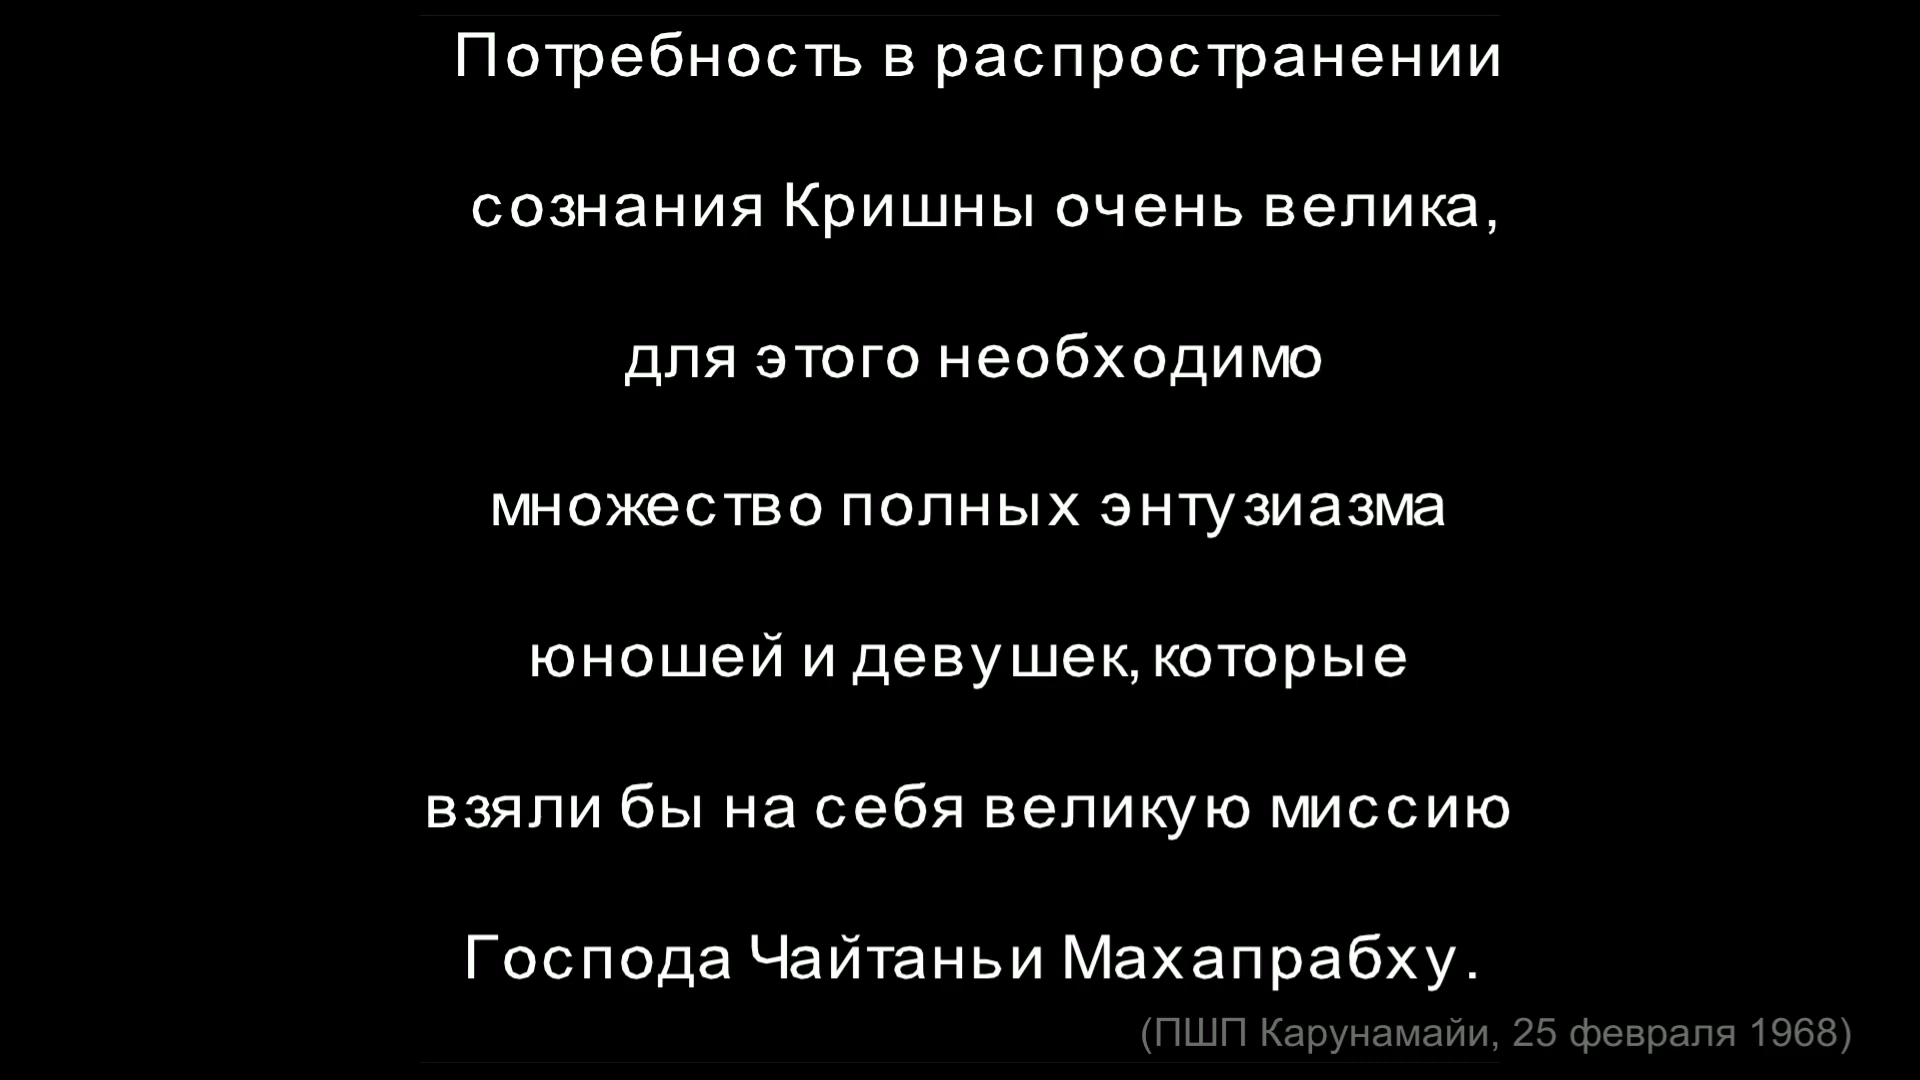 Потребность в распространении
сознания Кришны очень велика,
для этого необходимо
множество полных энтузиазма
юношей и девушек, которые
взяли бы на себя великую миссию
Господа Чайтаньи Махапрабху.
(ПШП Карунамайи, 25 февраля 1968)